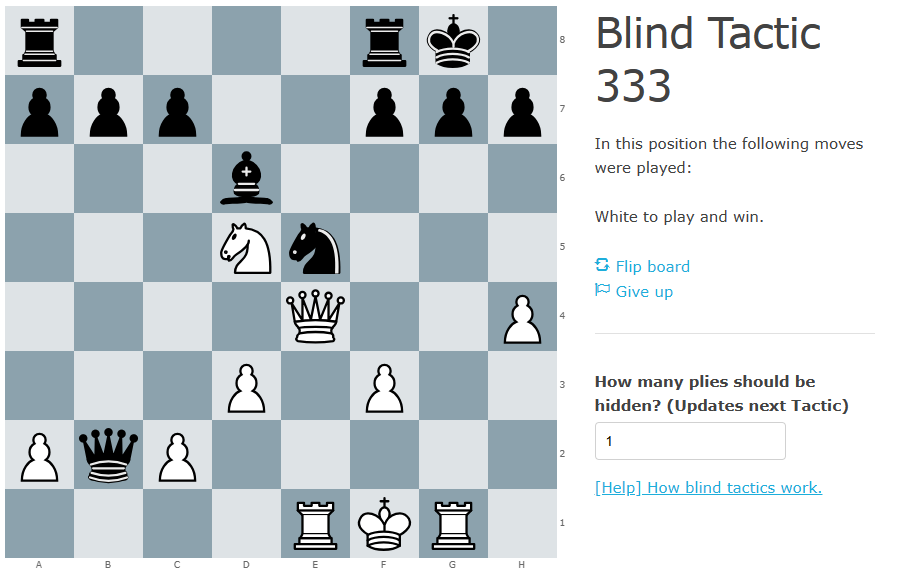 Blind Tactic
333
In this position the following moves
were played:
White to play and win.
Flip board
Give up
How many plies should be
hidden? (Updates next Tactic)
1
[Help] How blind tactics work.
8
7
6
5
4
3
2
1
A B C D E F G H